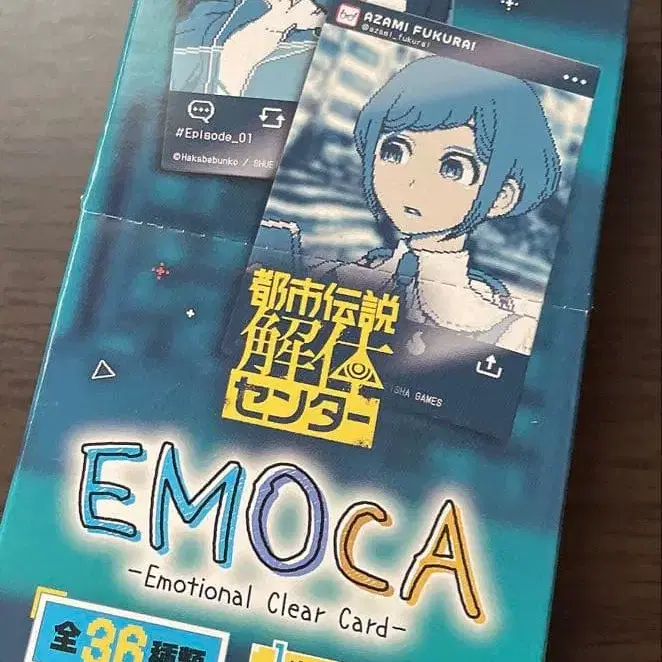 AZAMI FUKURAI
@azami_fukurai
#Episode_01
©Hakababunko / SHUE
SHA GAMES
都市伝説
解体
センター
EMOCA
-Emotional Clear Card-
全36種類